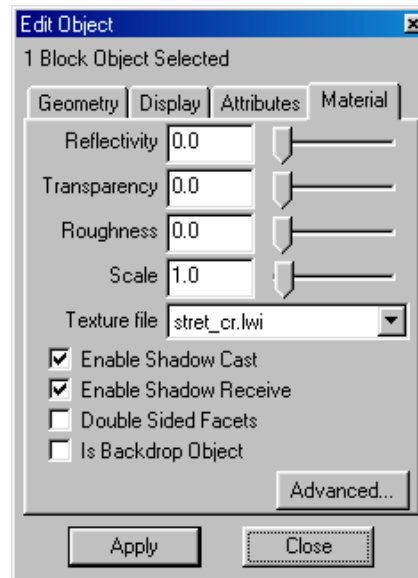 Edit Object
1 Block Object Selected
Geometry Display Attributes Material
Reflectivity 0.0
Transparency 0.0
Roughness 0.0
Scale 1.0
Texture file stret_cr.lwi
Enable Shadow Cast
Enable Shadow Receive
Double Sided Facets
Is Backdrop Object
Advanced...
Apply Close